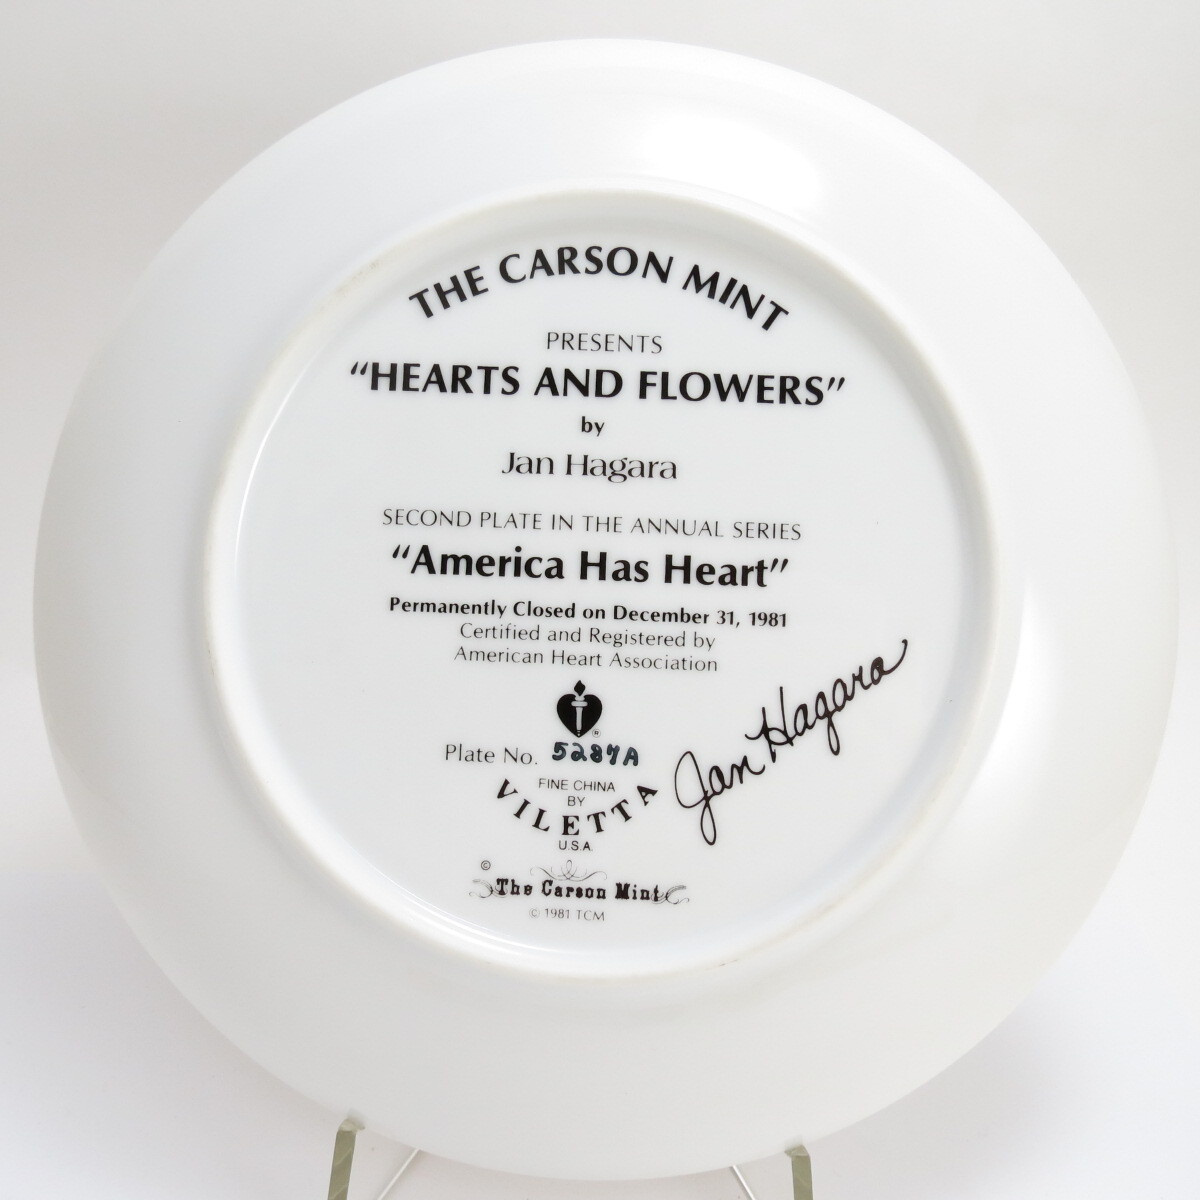 THE CARSON MINT
PRESENTS
“HEARTS AND FLOWERS”
by
Jan Hagara
SECOND PLATE IN THE ANNUAL SERIES
“America Has Heart”
Permanently Closed on December 31, 1981
Certified and Registered by
American Heart Association
®
Plate No. 5287A
Jan Hagara
FINE CHINA
BY
VILETTA
U.S.A.
©
The Carson Mint
© 1981 TCM